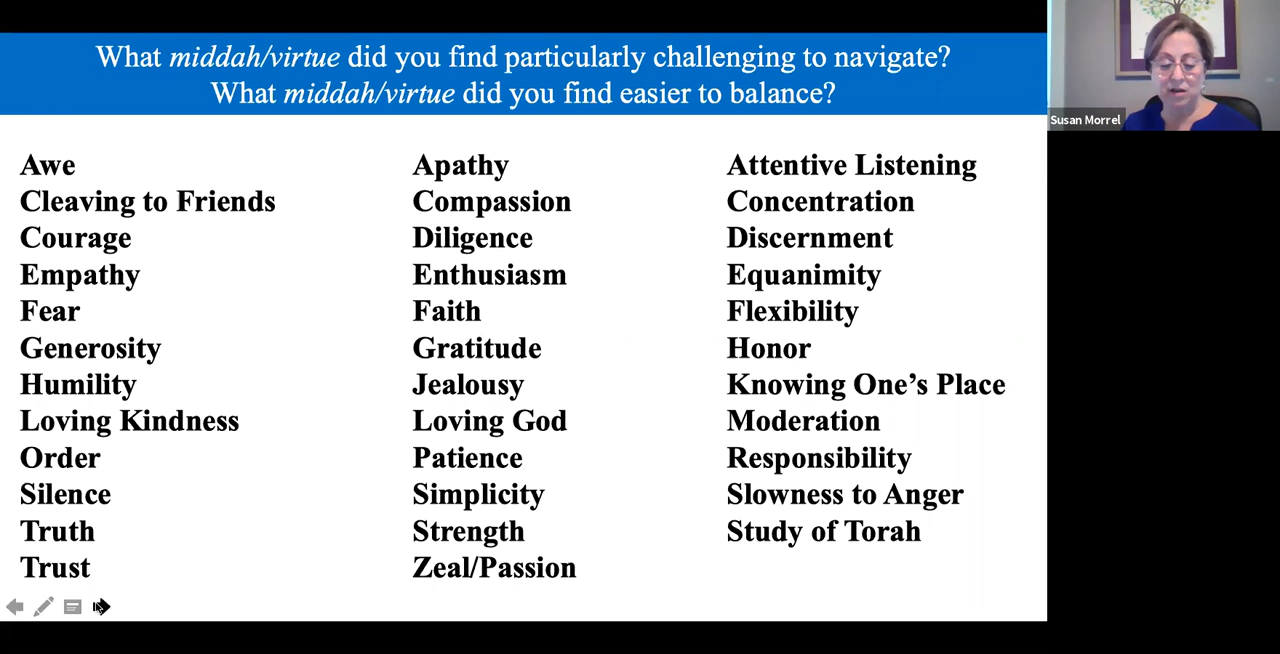 What middah/virtue did you find particularly challenging to navigate?
What middah/virtue did you find easier to balance?
Susan Morrel
Awe
Cleaving to Friends
Courage
Empathy
Fear
Generosity
Humility
Loving Kindness
Order
Silence
Truth
Trust
Apathy
Compassion
Diligence
Enthusiasm
Faith
Gratitude
Jealousy
Loving God
Patience
Simplicity
Strength
Zeal/Passion
Attentive Listening
Concentration
Discernment
Equanimity
Flexibility
Honor
Knowing One’s Place
Moderation
Responsibility
Slowness to Anger
Study of Torah